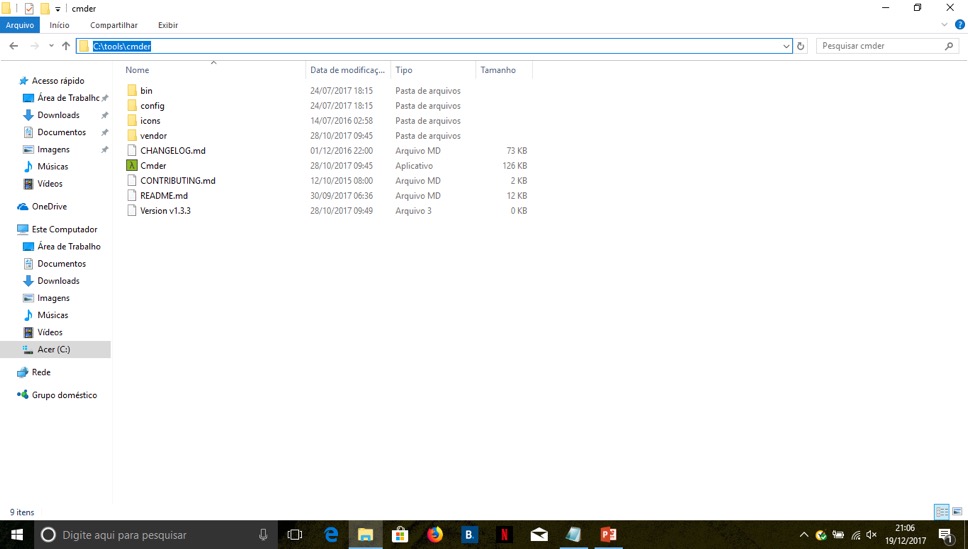 cmder
Arquivo Início Compartilhar Exibir
C:\tools\cmder Pesquisar cmder
Nome Data de modificaç... Tipo Tamanho
Acesso rápido
Área de Trabalho
Downloads
Documentos
Imagens
Músicas
Vídeos
OneDrive
Este Computador
Área de Trabalho
Documentos
Downloads
Imagens
Músicas
Vídeos
Acer (C:)
Rede
Grupo doméstico
bin 24/07/2017 18:15 Pasta de arquivos
config 24/07/2017 18:15 Pasta de arquivos
icons 14/07/2016 02:58 Pasta de arquivos
vendor 28/10/2017 09:45 Pasta de arquivos
CHANGELOG.md 01/12/2016 22:00 Arquivo MD 73 KB
Cmder 28/10/2017 09:45 Aplicativo 126 KB
CONTRIBUTING.md 12/10/2015 08:00 Arquivo MD 2 KB
README.md 30/09/2017 06:36 Arquivo MD 12 KB
Version v1.3.3 28/10/2017 09:49 Arquivo 3 0 KB
9 itens
Digite aqui para pesquisar
B.
N
21:06
19/12/2017
1